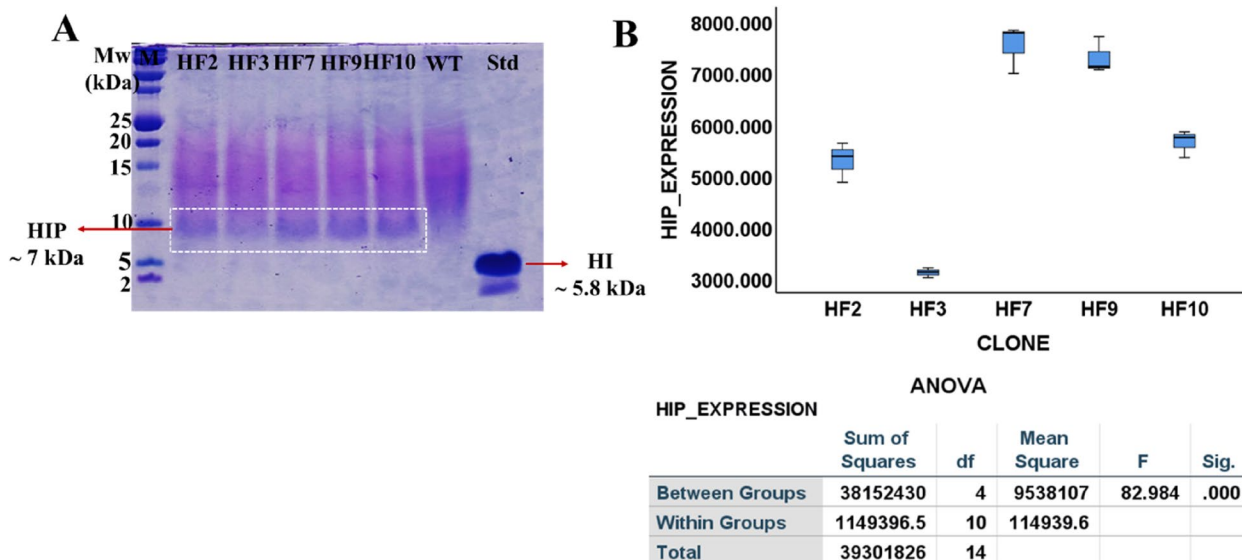 A
Mw M HF2 HF3 HF7 HF9 HF10 WT Std
(kDa)
25
20
15
10
HIP
~ 7 kDa
5
2
HI
~ 5.8 kDa
B
HIP_EXPRESSION
8000.000
7000.000
6000.000
5000.000
4000.000
3000.000
HF2 HF3 HF7 HF9 HF10
CLONE
ANOVA
HIP_EXPRESSION
Sum of Squares df Mean Square F Sig.
Between Groups 38152430 4 9538107 82.984 .000
Within Groups 1149396.5 10 114939.6
Total 39301826 14